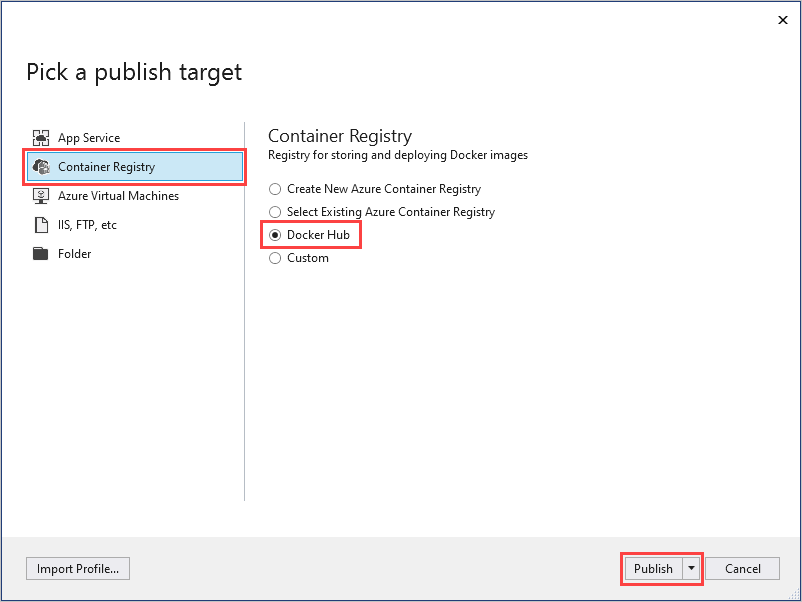 Pick a publish target
App Service
Container Registry
Azure Virtual Machines
IIS, FTP, etc
Folder
Container Registry
Registry for storing and deploying Docker images
Create New Azure Container Registry
Select Existing Azure Container Registry
Docker Hub
Custom
Import Profile...
Publish
Cancel